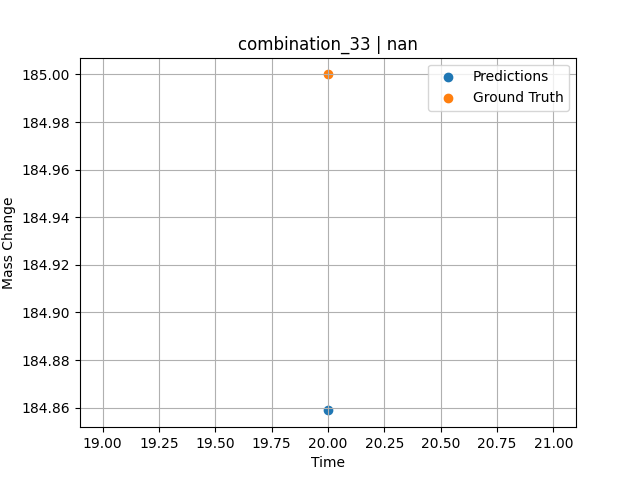 combination_33 | nan
Predictions
Ground Truth
185.00
184.98
184.96
184.94
184.92
184.90
184.88
184.86
Mass Change
19.00 19.25 19.50 19.75 20.00 20.25 20.50 20.75 21.00
Time